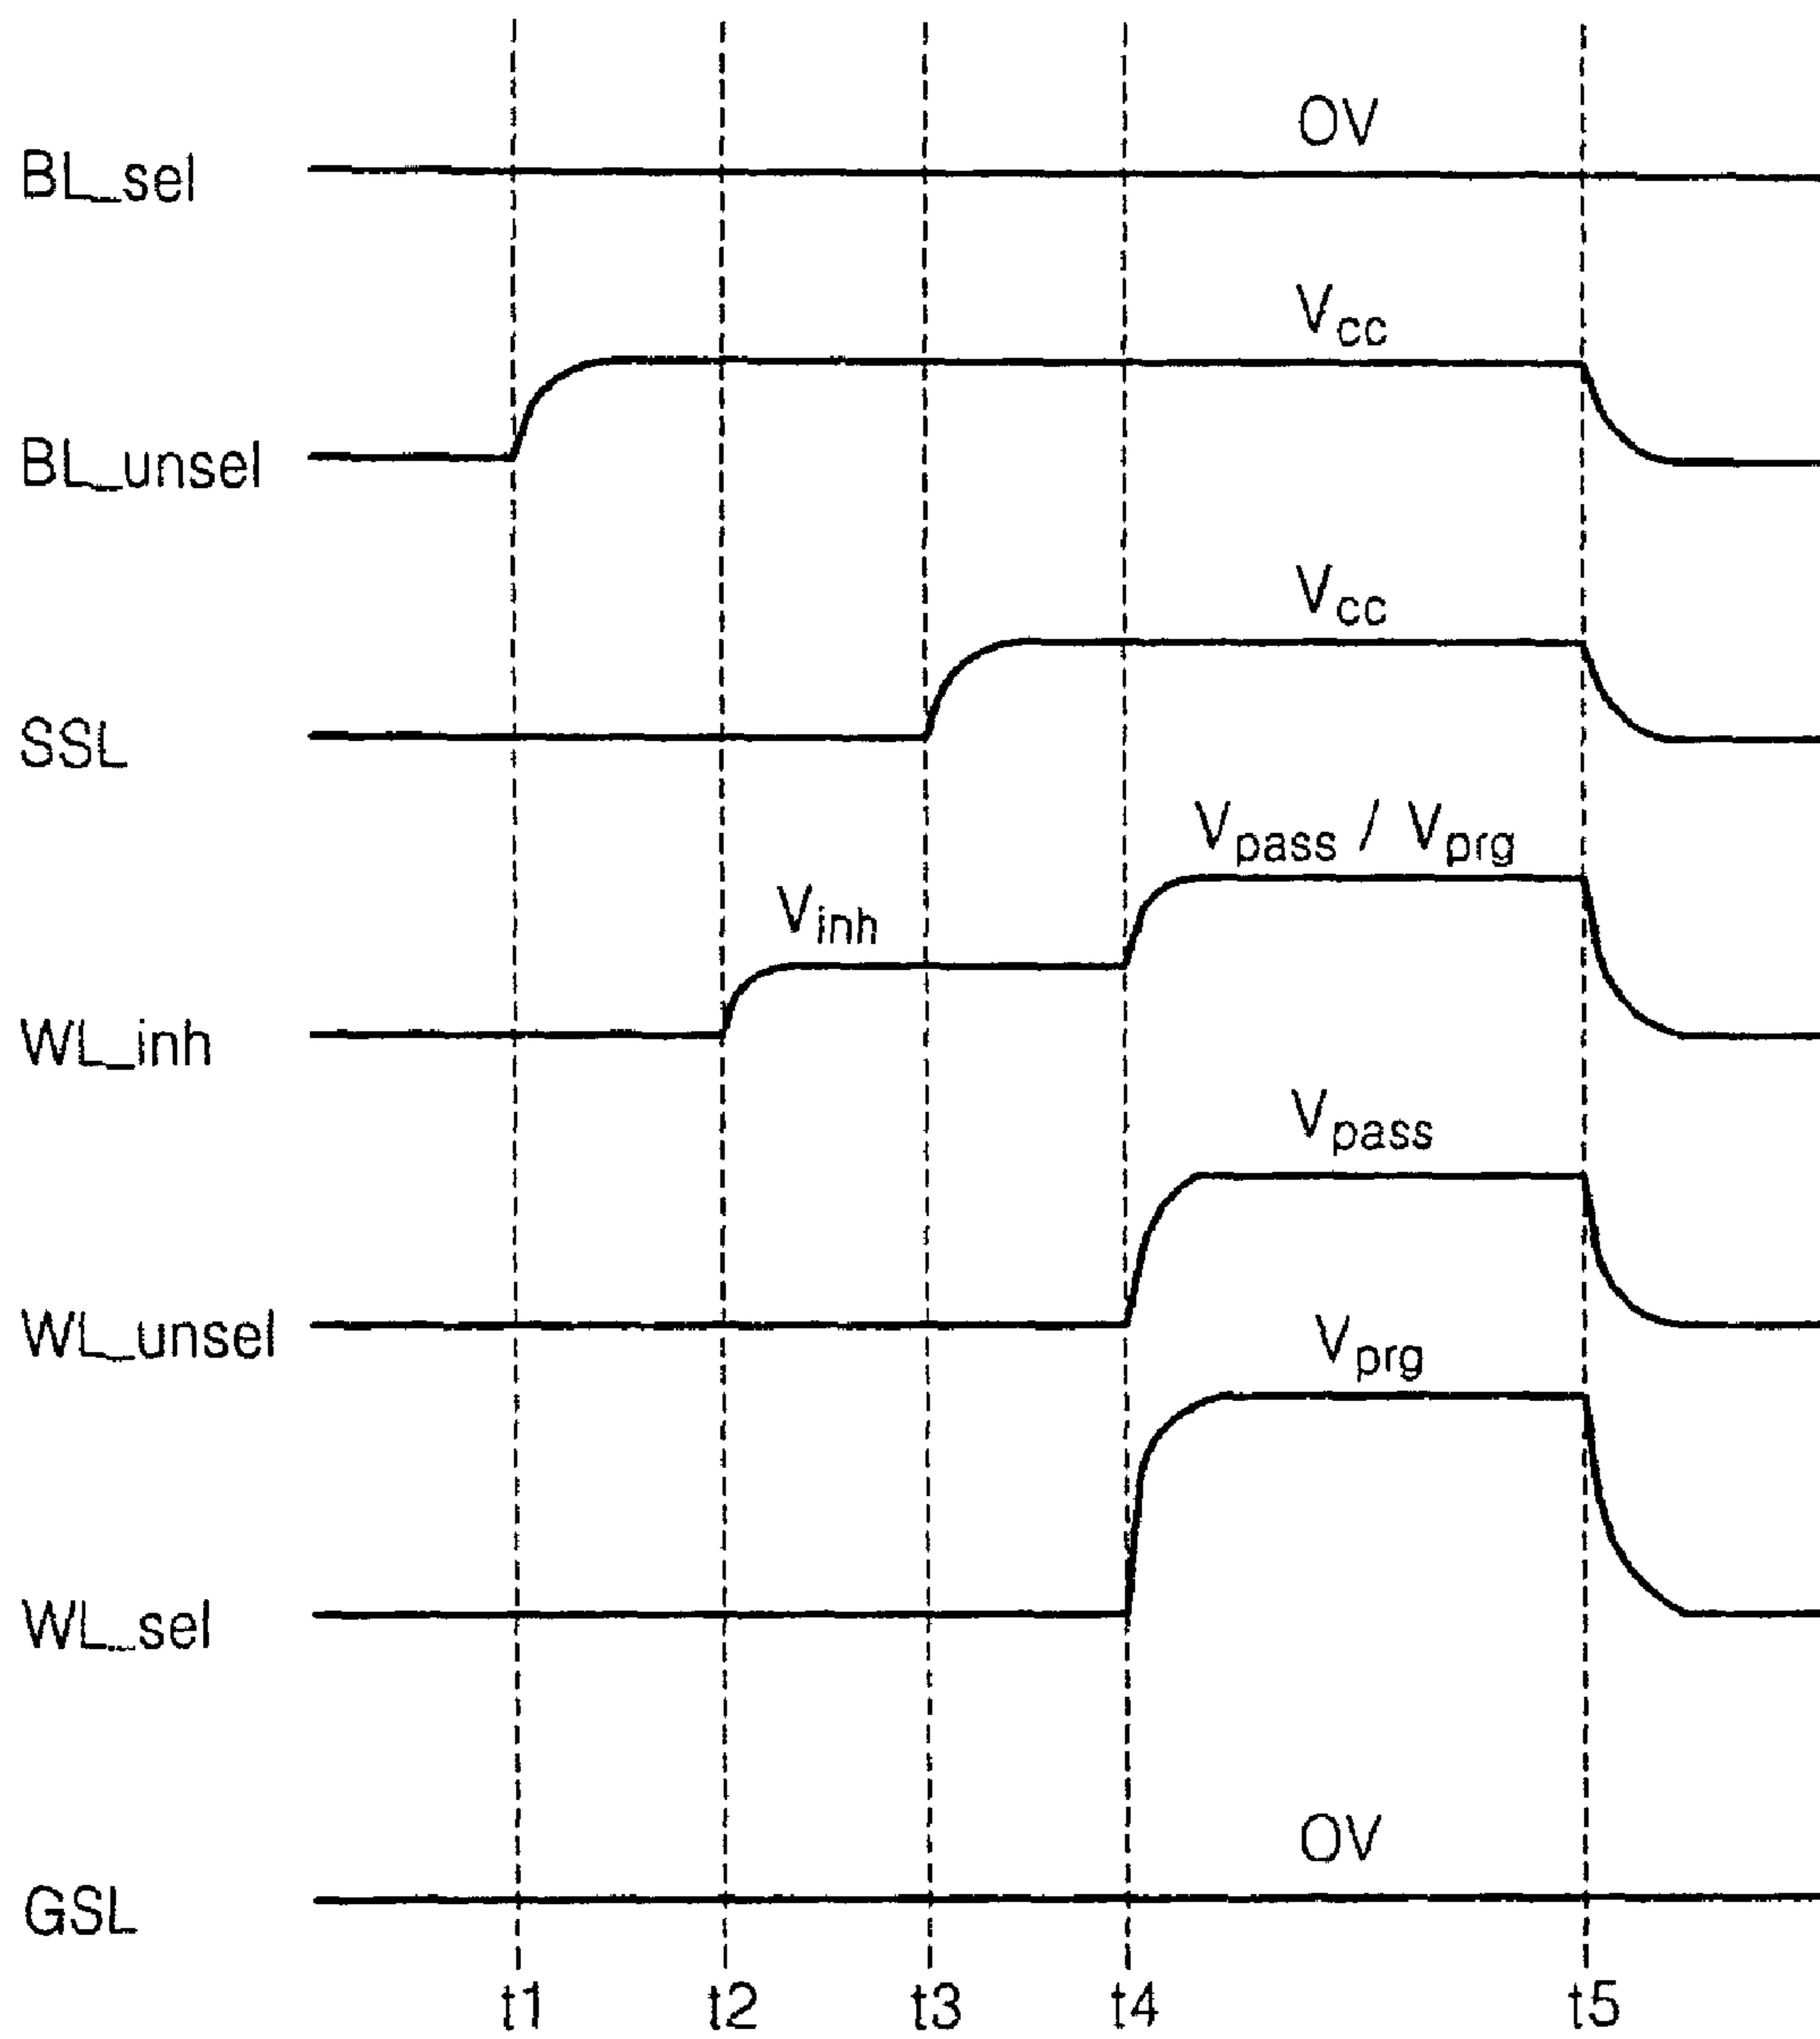 OV
BL_sel
Vcc
BL_unsel
Vcc
SSL
Vpass / Vprg
Vinh
WL_inh
Vpass
WL_unsel
Vprg
WL_sel
OV
GSL
t1 t2 t3 t4 t5